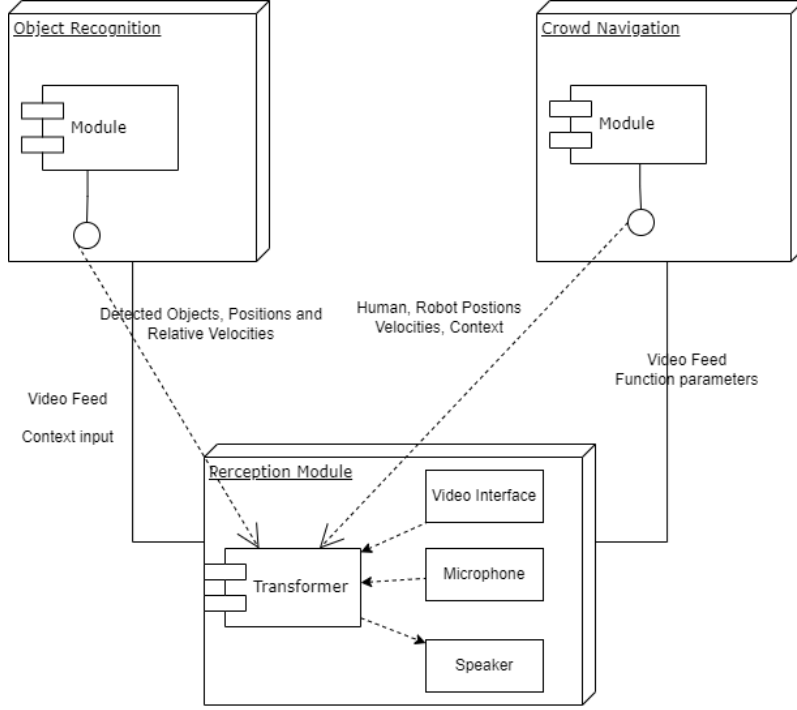 Object Recognition
Crowd Navigation
Module
Module
Detected Objects, Positions and
Relative Velocities
Human, Robot Postions
Velocities, Context
Video Feed
Function parameters
Video Feed
Context input
Rerception Module
Video Interface
Transformer
Microphone
Speaker